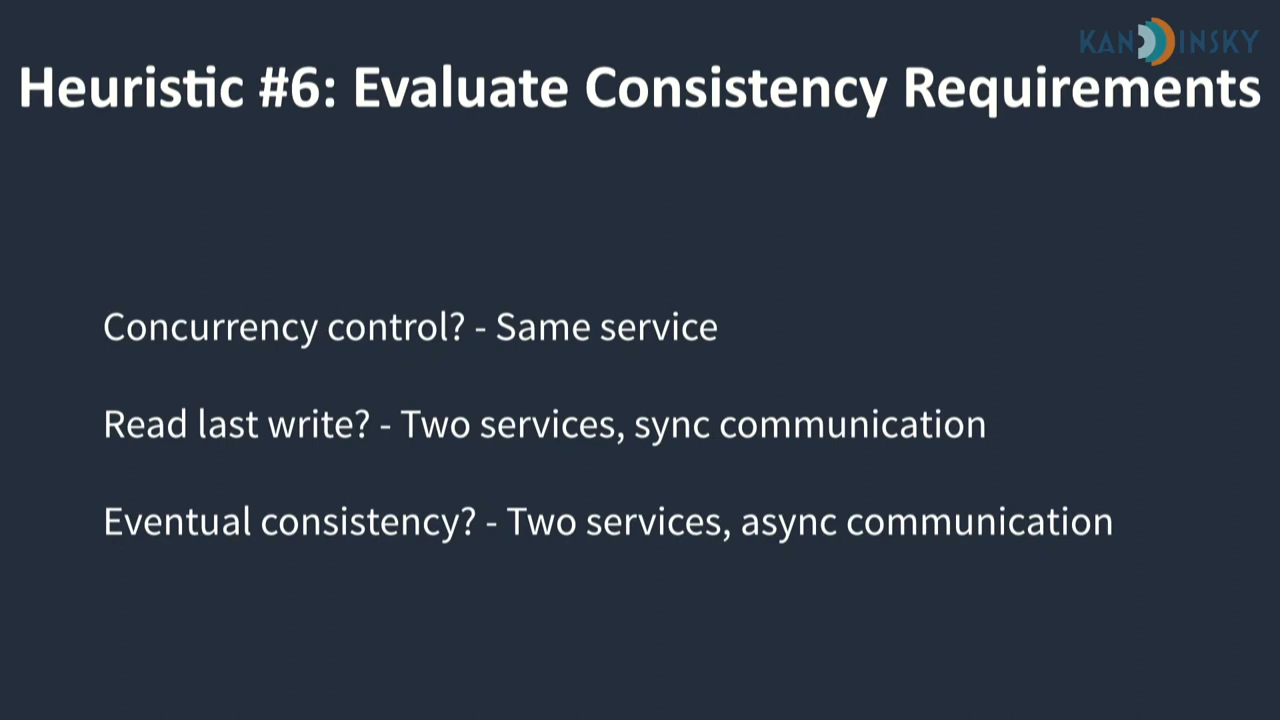 KANDDINSKY
Heuristic #6: Evaluate Consistency Requirements
Concurrency control? - Same service
Read last write? - Two services, sync communication
Eventual consistency? - Two services, async communication